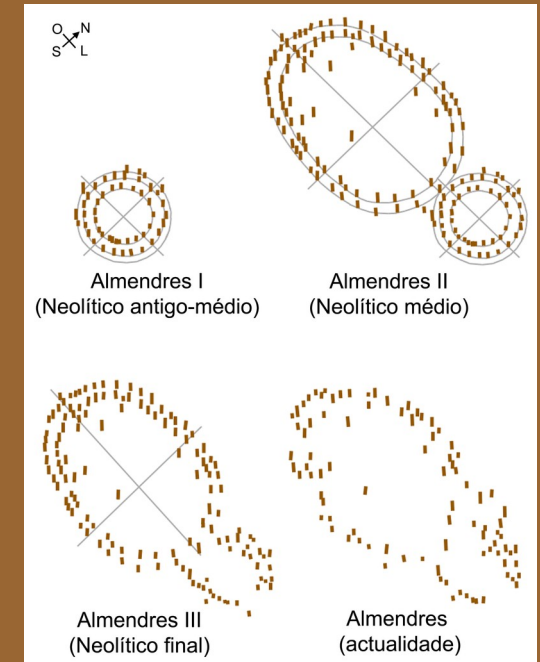 O N
S L
Almendres I
(Neolítico antigo-médio)
Almendres II
(Neolítico médio)
Almendres III
(Neolítico final)
Almendres
(actualidade)